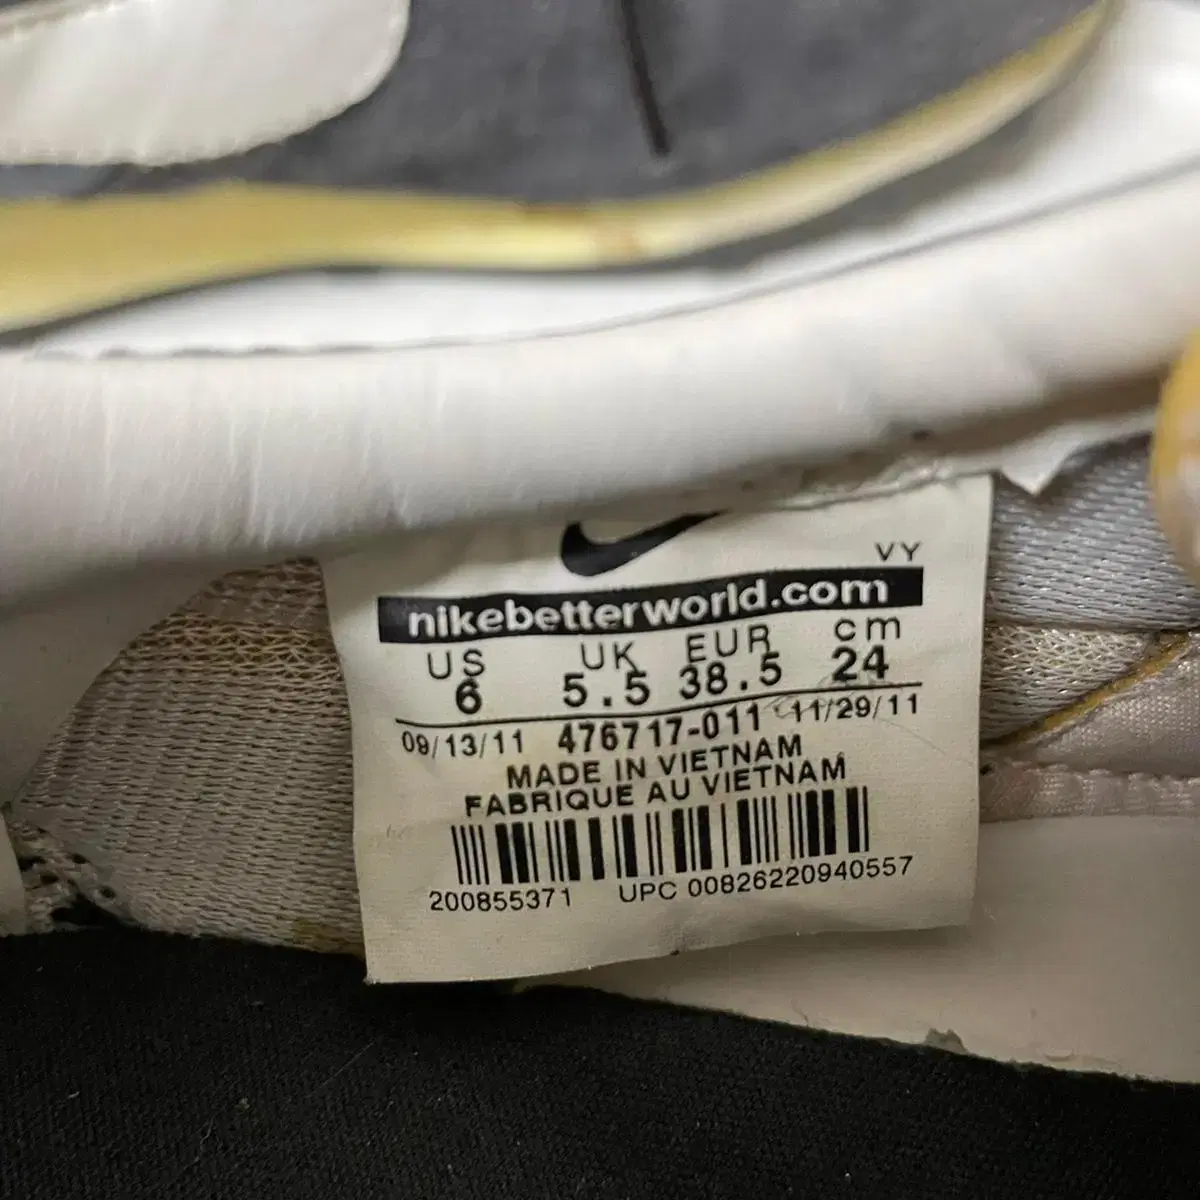 VY
nikebetterworld.com
US UK EUR cm
6 5.5 38.5 24
09/13/11 476717-011 11/29/11
MADE IN VIETNAM
FABRIQUE AU VIETNAM
200855371 UPC 00826220940557